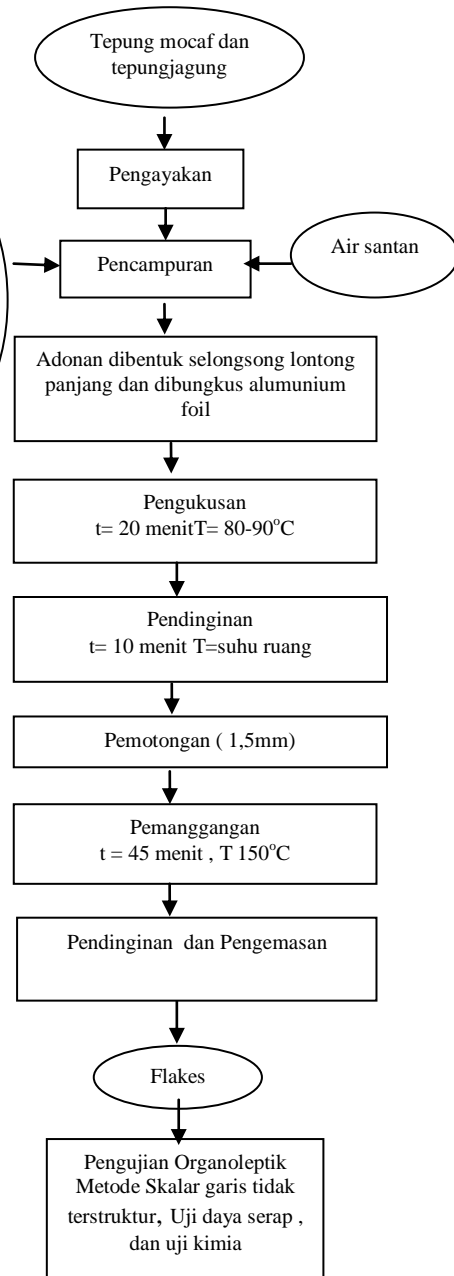 Tepung mocaf dan
tepungjagung
Pengayakan
Pencampuran
Air santan
Adonan dibentuk selongsong lontong
panjang dan dibungkus alumunium
foil
Pengukusan
t= 20 menitT= 80-90°C
Pendinginan
t= 10 menit T=suhu ruang
Pemotongan ( 1,5mm)
Pemanggangan
t = 45 menit , T 150°C
Pendinginan dan Pengemasan
Flakes
Pengujian Organoleptik
Metode Skalar garis tidak
terstruktur, Uji daya serap ,
dan uji kimia